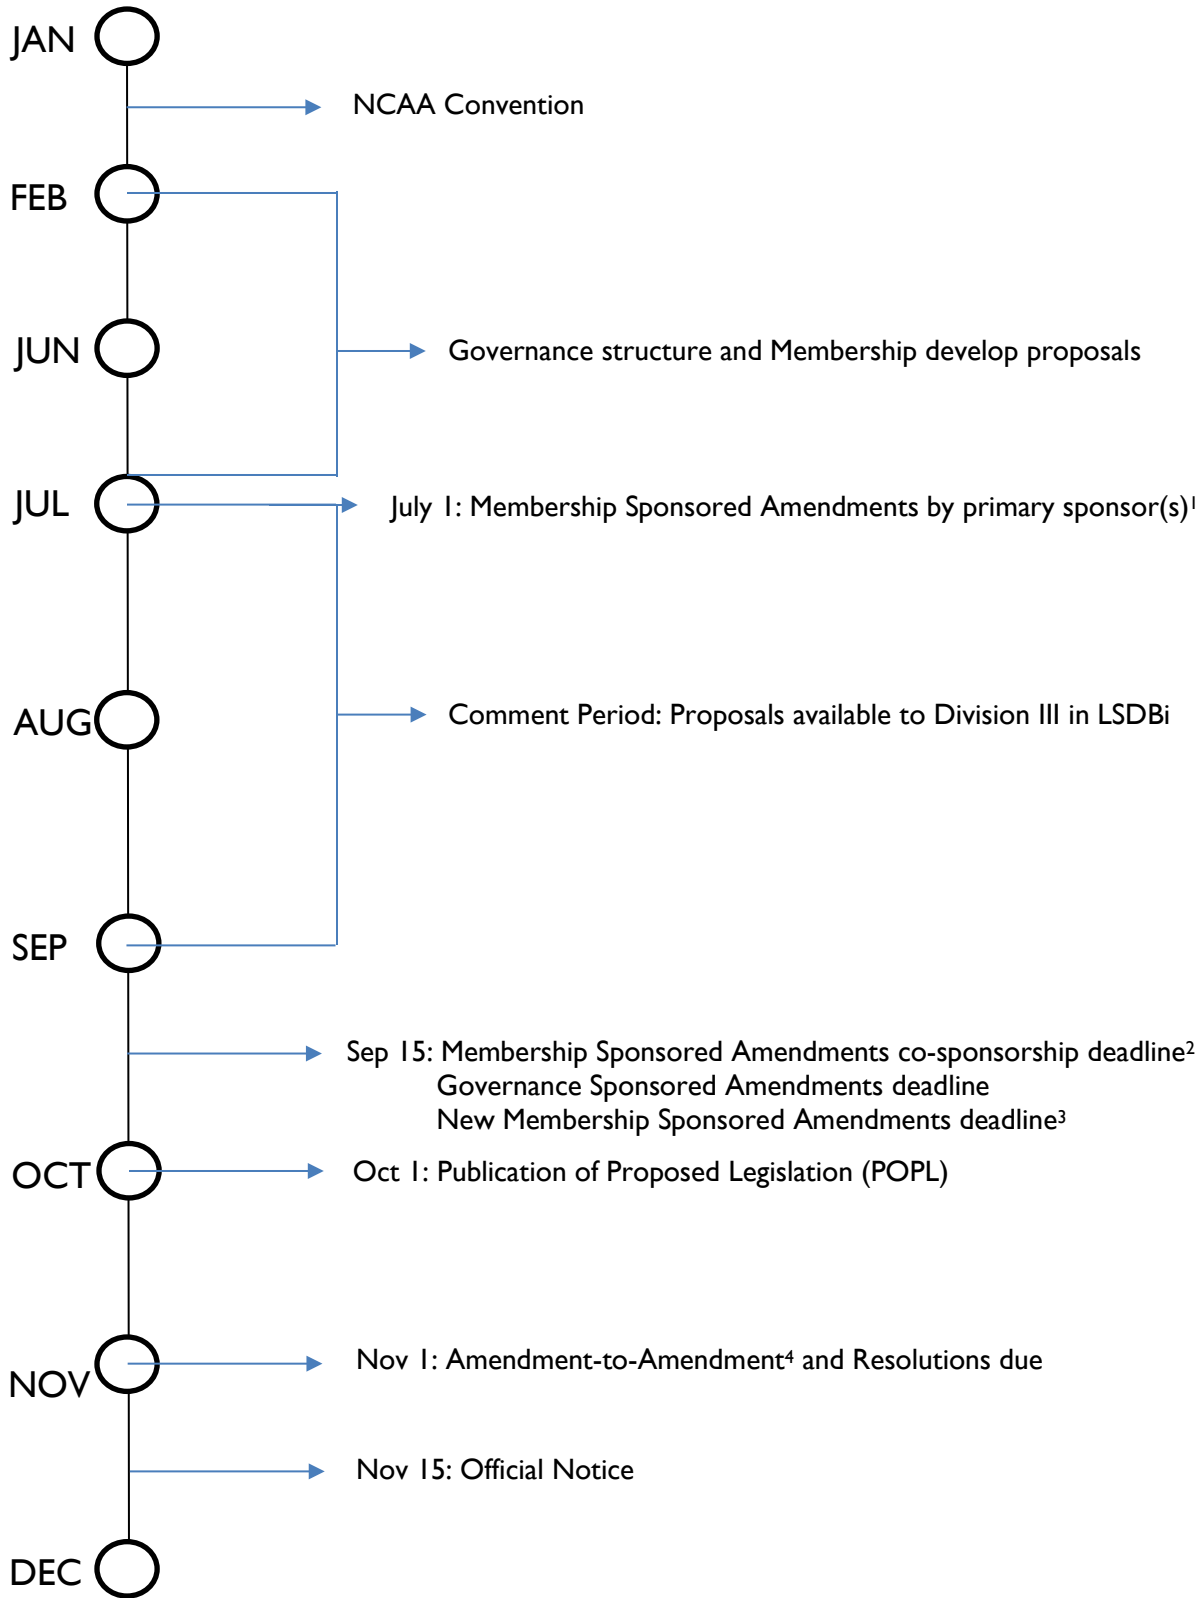 JAN
NCAA Convention
FEB
JUN
Governance structure and Membership develop proposals
JUL
July 1: Membership Sponsored Amendments by primary sponsor(s)¹
AUG
Comment Period: Proposals available to Division III in LSDBi
SEP
Sep 15: Membership Sponsored Amendments co-sponsorship deadline²
Governance Sponsored Amendments deadline
New Membership Sponsored Amendments deadline³
OCT
Oct 1: Publication of Proposed Legislation (POPL)
NOV
Nov 1: Amendment-to-Amendment⁴ and Resolutions due
Nov 15: Official Notice
DEC